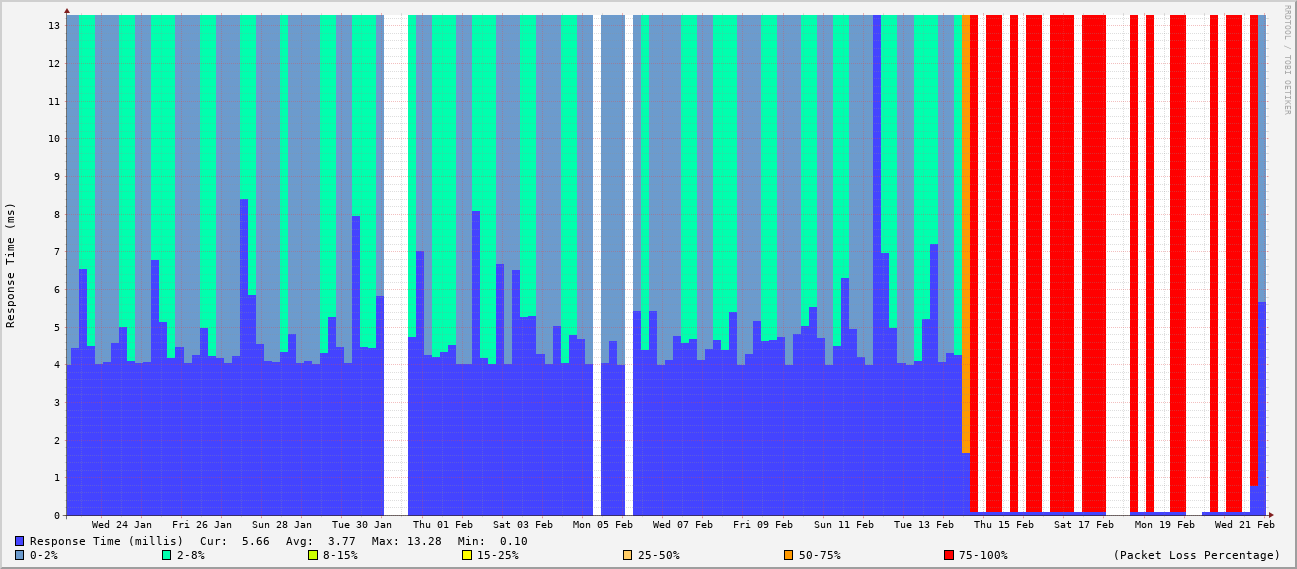 RRDTOOL / TOBI OETIKER
Response Time (ms)
13
12
11
10
9
8
7
6
5
4
3
2
1
0
Wed 24 Jan Fri 26 Jan Sun 28 Jan Tue 30 Jan Thu 01 Feb Sat 03 Feb Mon 05 Feb Wed 07 Feb Fri 09 Feb Sun 11 Feb Tue 13 Feb Thu 15 Feb Sat 17 Feb Mon 19 Feb Wed 21 Feb
Response Time (millis) Cur: 5.66 Avg: 3.77 Max: 13.28 Min: 0.10
0-2% 2-8% 8-15% 15-25% 25-50% 50-75% 75-100% (Packet Loss Percentage)